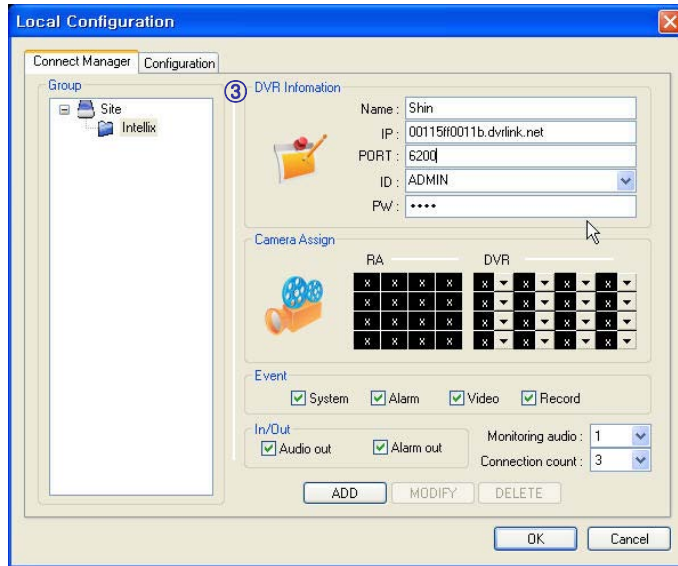 Local Configuration
Connect Manager Configuration
Group
Site
Intellix
③ DVR Infomation
Name : Shin
IP : 00115ff0011b.dvrlink.net
PORT : 6200
ID : ADMIN
PW : ••••
Camera Assign
RA DVR
x x x x x x x x
x x x x x x x x
x x x x x x x x
x x x x x x x x
Event
System Alarm Video Record
In/Out
Audio out Alarm out
Monitoring audio : 1
Connection count : 3
ADD MODIFY DELETE
OK Cancel